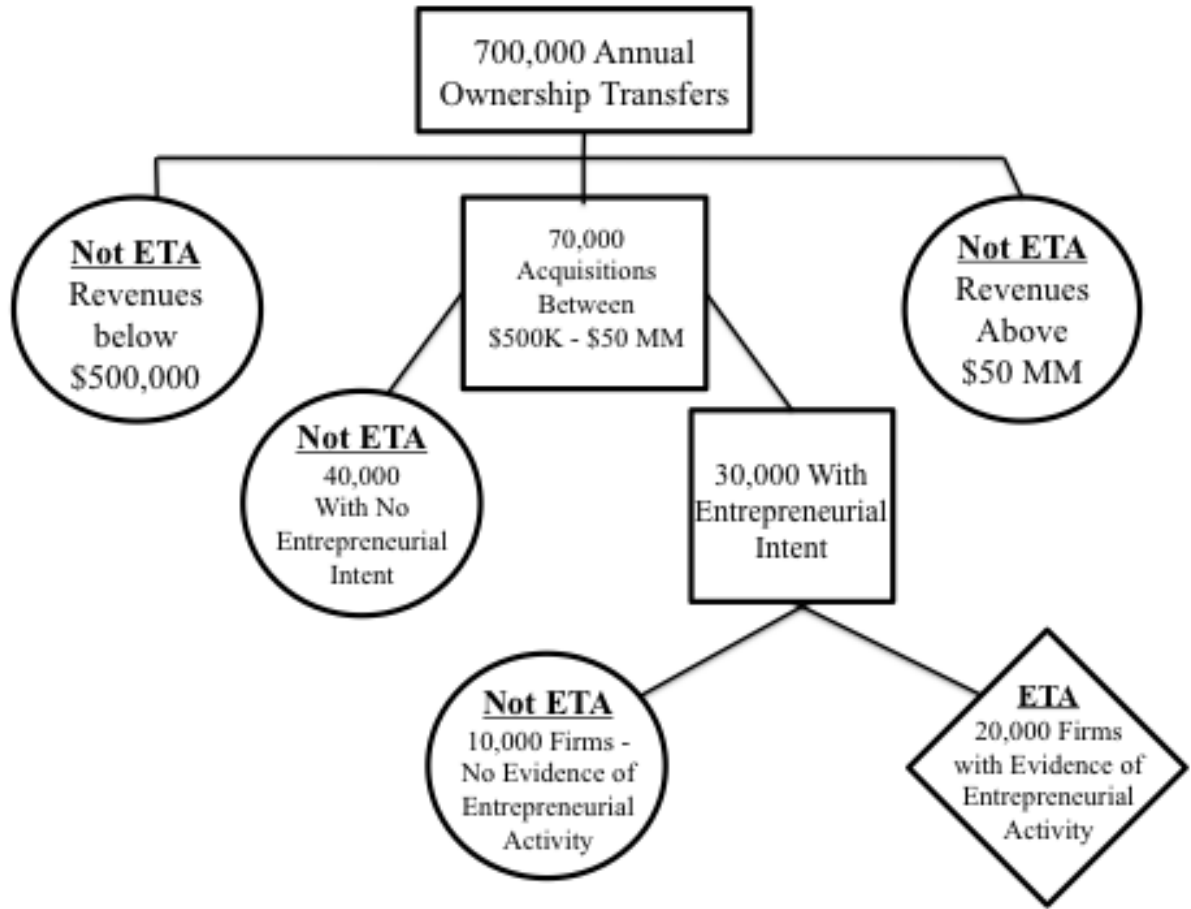 700,000 Annual
Ownership Transfers
Not ETA
Revenues
below
$500,000
70,000
Acquisitions
Between
$500K - $50 MM
Not ETA
Revenues
Above
$50 MM
Not ETA
40,000
With No
Entrepreneurial
Intent
30,000 With
Entrepreneurial
Intent
Not ETA
10,000 Firms -
No Evidence of
Entrepreneurial
Activity
ETA
20,000 Firms
with Evidence of
Entrepreneurial
Activity